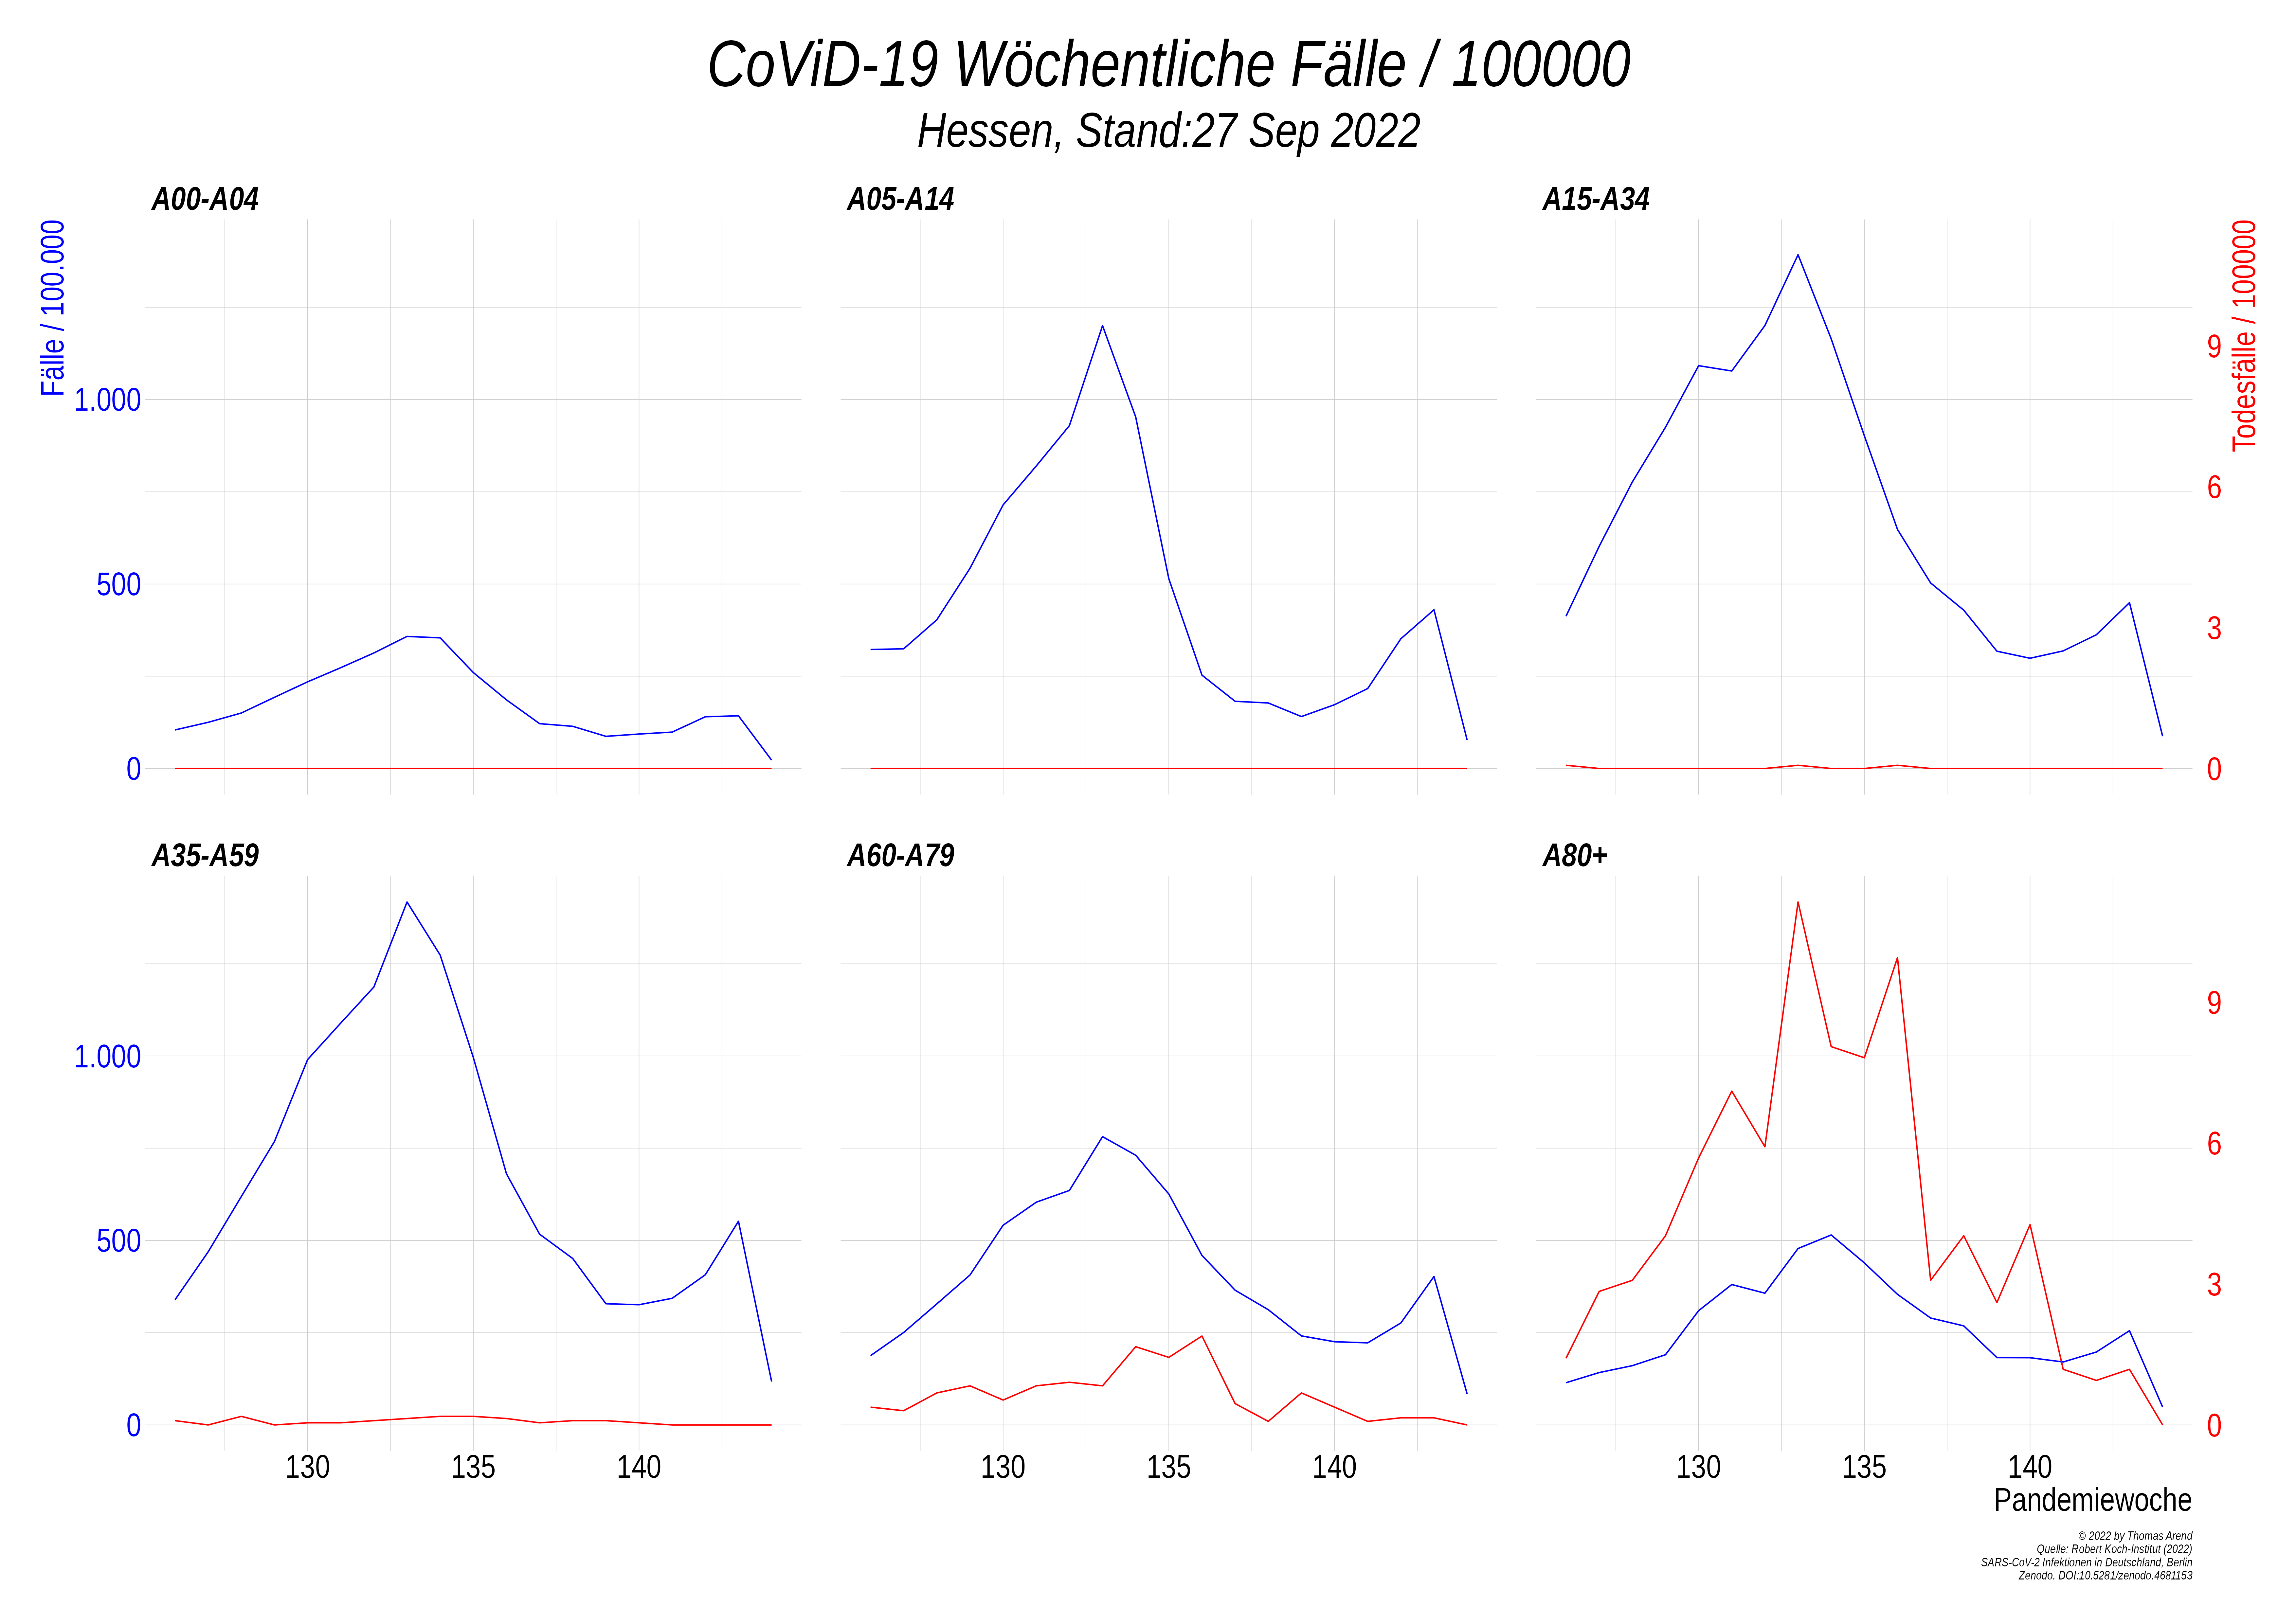 CoViD-19 Wöchentliche Fälle / 100000
Hessen, Stand:27 Sep 2022
A00-A04
A05-A14
A15-A34
Fälle / 100.000
1.000
500
0
Todesfälle / 100000
9
6
3
0
A35-A59
A60-A79
A80+
1.000
500
0
9
6
3
0
130 135 140
130 135 140
130 135 140
Pandemiewoche
© 2022 by Thomas Arend
Quelle: Robert Koch-Institut (2022)
SARS-CoV-2 Infektionen in Deutschland, Berlin
Zenodo. DOI:10.5281/zenodo.4681153